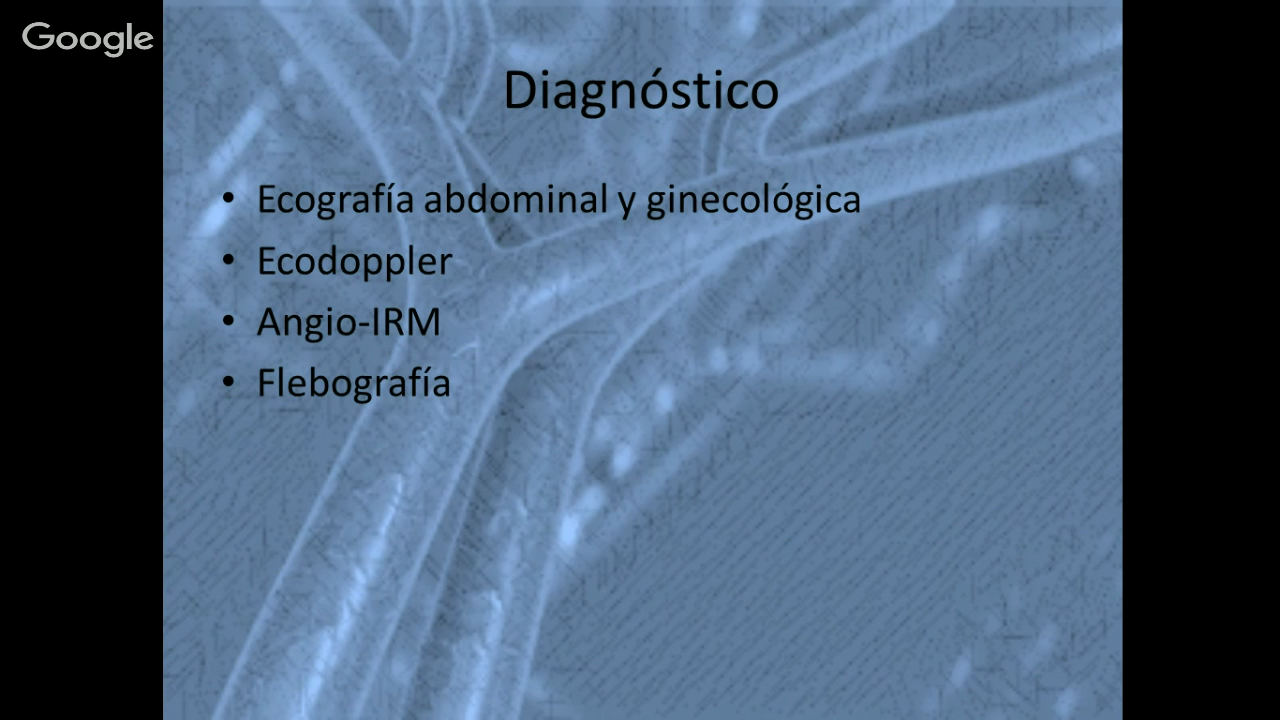 Google
Diagnóstico
• Ecografía abdominal y ginecológica
• Ecodoppler
• Angio-IRM
• Flebografía